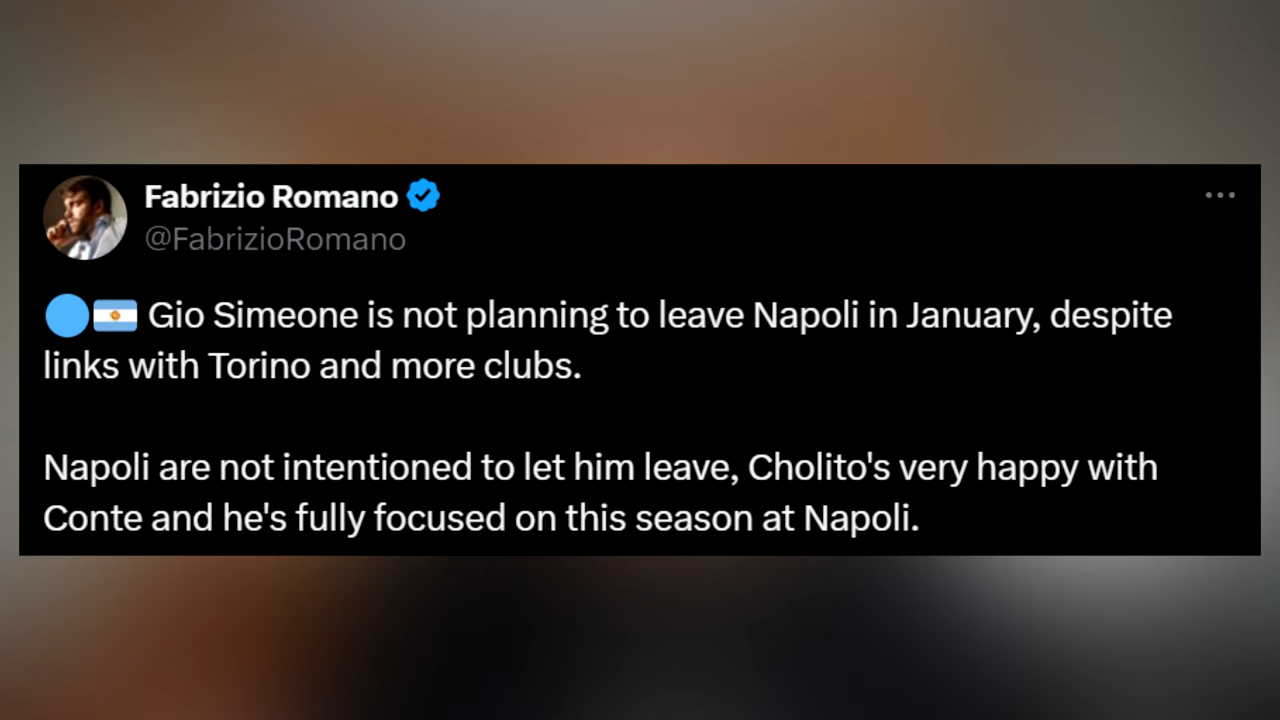 Fabrizio Romano
@FabrizioRomano
🔵🇦🇷 Gio Simeone is not planning to leave Napoli in January, despite
links with Torino and more clubs.
Napoli are not intentioned to let him leave, Cholito's very happy with
Conte and he's fully focused on this season at Napoli.